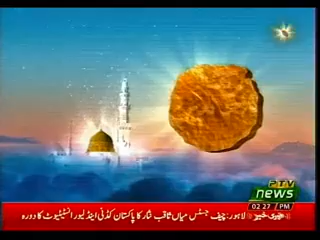 PTV
news
02:27 PM
لاہور: چیف جسٹس میاں ثاقب نثار کا پاکستان کڈنی اینڈ لیور انسٹیٹیوٹ کا دورہ